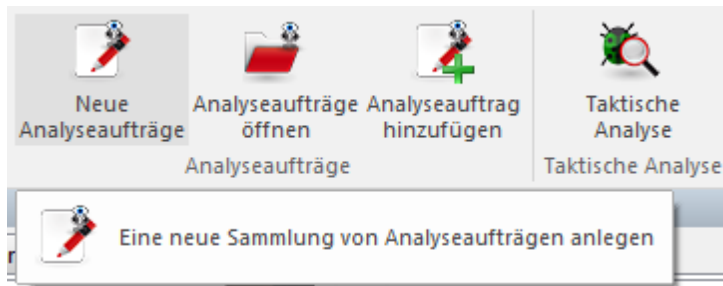 Neue
Analyseaufträge
Analyseaufträge
öffnen
Analyseauftrag
hinzufügen
Taktische
Analyse
Analyseaufträge
Taktische Analyse
Eine neue Sammlung von Analyseaufträgen anlegen